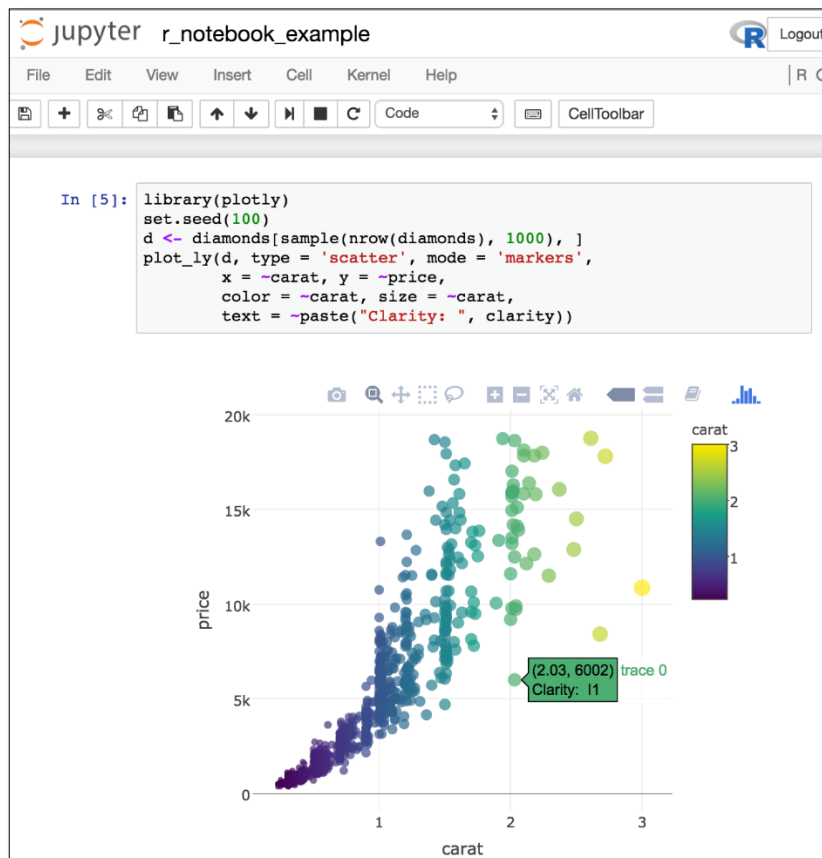 jupyter r_notebook_example
R
Logout
File Edit View Insert Cell Kernel Help
R
Code
CellToolbar
In [5]:
library(plotly)
set.seed(100)
d <- diamonds[sample(nrow(diamonds), 1000), ]
plot_ly(d, type = 'scatter', mode = 'markers',
x = ~carat, y = ~price,
color = ~carat, size = ~carat,
text = ~paste("Clarity: ", clarity))
20k
15k
10k
5k
0
price
1 2 3
carat
(2.03, 6002) trace 0
Clarity: I1
carat
3
2
1